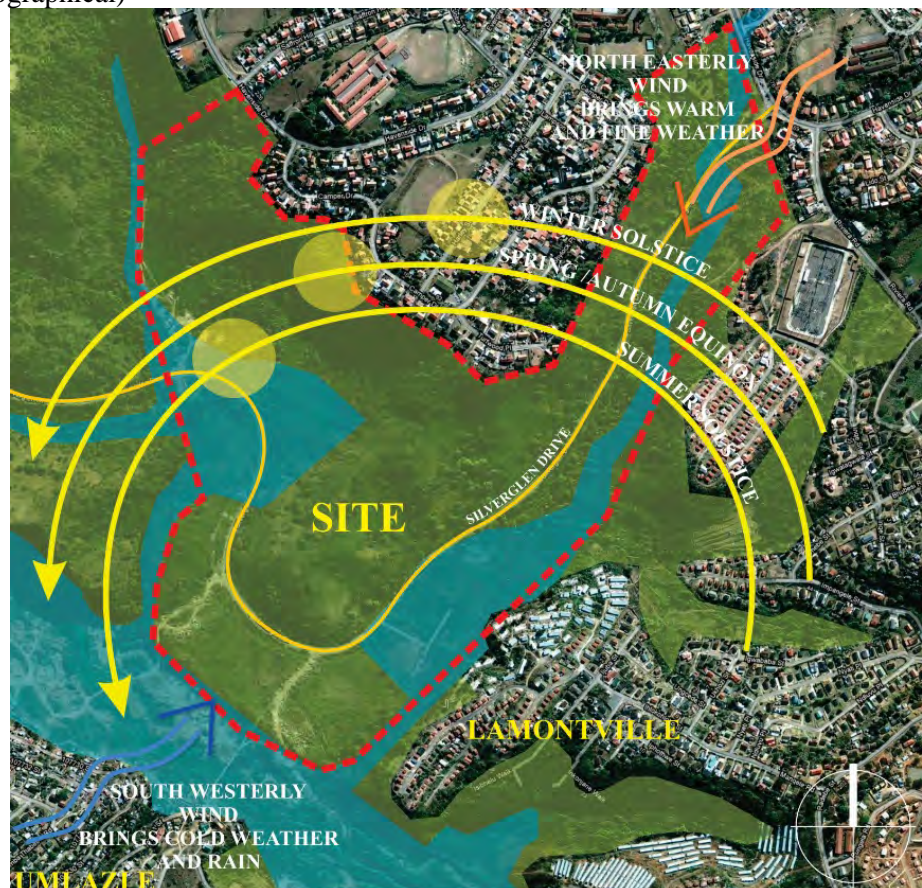 ographical)
NORTH EASTERLY
WIND
BRINGS WARM
AND FINE WEATHER
WINTER SOLSTICE
SPRING /AUTUMN EQUINOX
SUMMER SOLSTICE
SILVERGLEN DRIVE
SITE
LAMONTVILLE
SOUTH WESTERLY
WIND
BRINGS COLD WEATHER
AND RAIN
UMLAZI